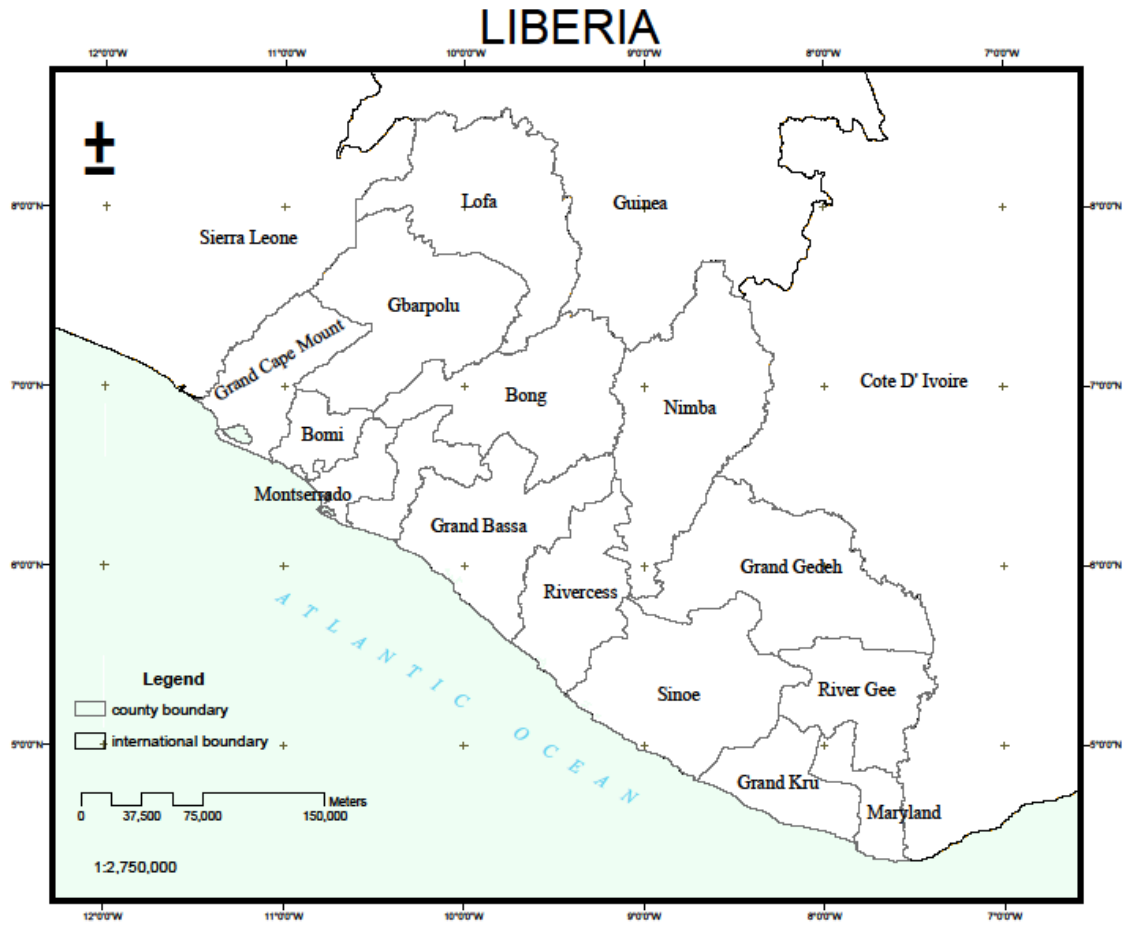 LIBERIA
12°0'0"W 11°0'0"W 10°0'0"W 9°0'0"W 8°0'0"W 7°0'0"W
Lofa
8°0'0"N Guinea 8°0'0"N
Sierra Leone
Gbarpolu
Grand Cape Mount
7°0'0"N Cote D' Ivoire 7°0'0"N
Bong
Nimba
Bomi
Montserrado
Grand Bassa
6°0'0"N Grand Gedeh 6°0'0"N
Rivercess
ATLANTIC OCEAN
Legend
county boundary
international boundary
Sinoe
River Gee
5°0'0"N 5°0'0"N
Grand Kru
Maryland
Meters
0 37,500 75,000 150,000
1:2,750,000
12°0'0"W 11°0'0"W 10°0'0"W 9°0'0"W 8°0'0"W 7°0'0"W